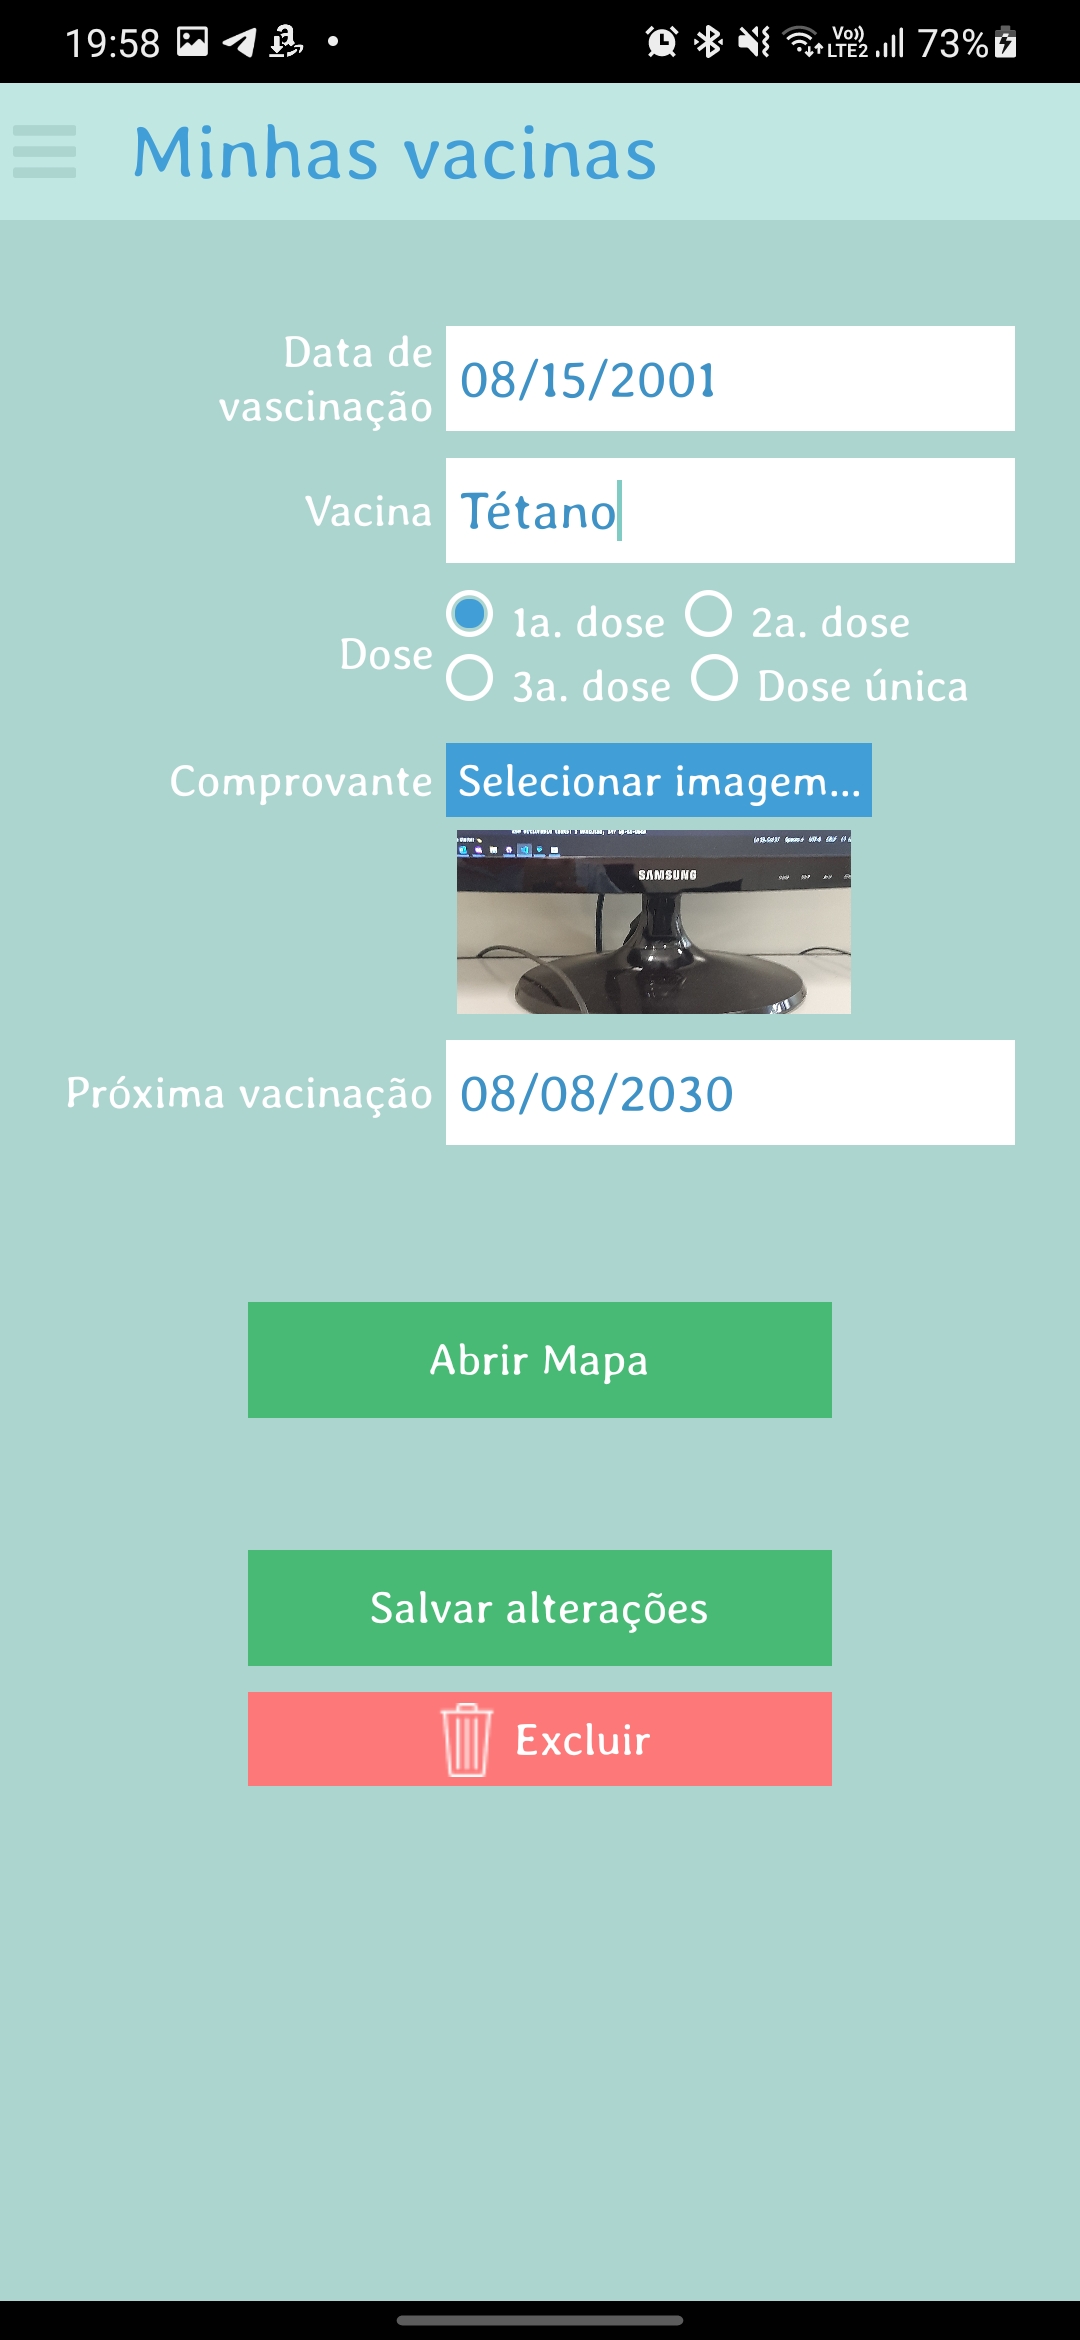 19:58 Vo)) LTE2 73%
Minhas vacinas
Data de
vascinação
08/15/2001
Vacina
Tétano
Dose
1a. dose 2a. dose
3a. dose Dose única
Comprovante
Selecionar imagem...
SAMSUNG
Próxima vacinação
08/08/2030
Abrir Mapa
Salvar alterações
Excluir